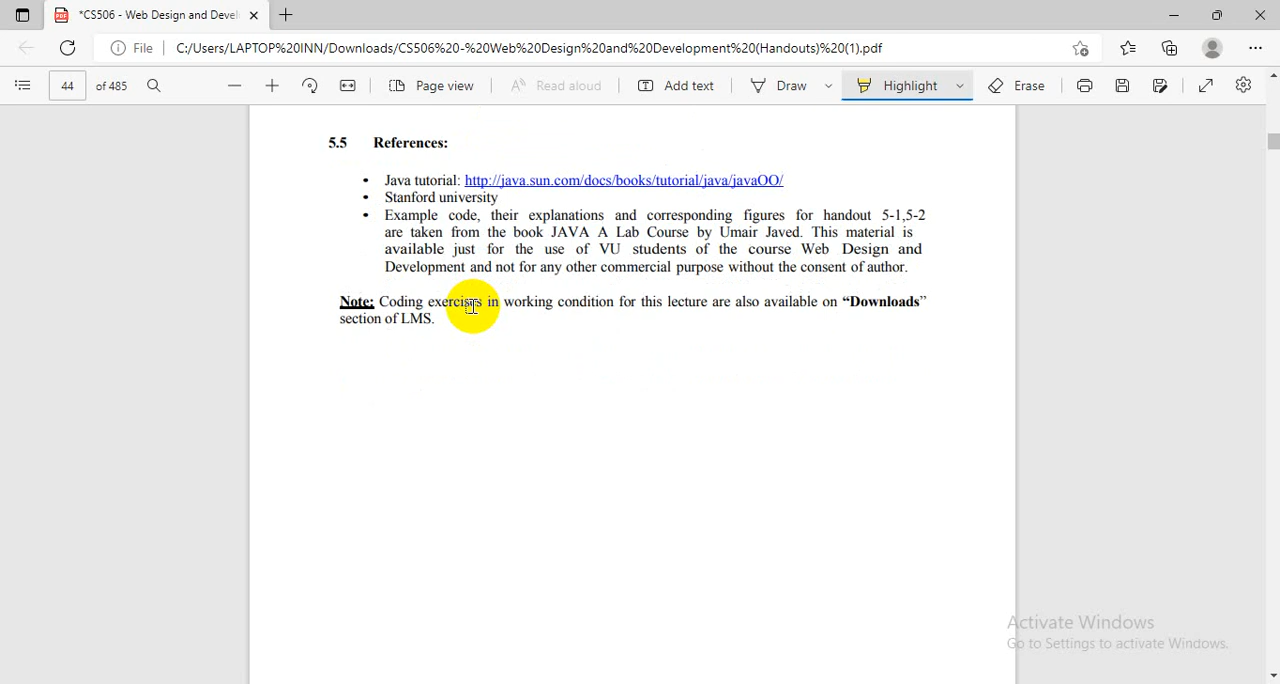 *CS506 - Web Design and Devel
File
C:/Users/LAPTOP%20INN/Downloads/CS506%20-%20Web%20Design%20and%20Development%20(Handouts)%20(1).pdf
44 of 485
Page view
Read aloud
Add text
Draw
Highlight
Erase
5.5 References:
• Java tutorial: http://java.sun.com/docs/books/tutorial/java/javaOO/
• Stanford university
• Example code, their explanations and corresponding figures for handout 5-1,5-2
are taken from the book JAVA A Lab Course by Umair Javed. This material is
available just for the use of VU students of the course Web Design and
Development and not for any other commercial purpose without the consent of author.
Note: Coding exercises in working condition for this lecture are also available on “Downloads”
section of LMS.
Activate Windows
Go to Settings to activate Windows.